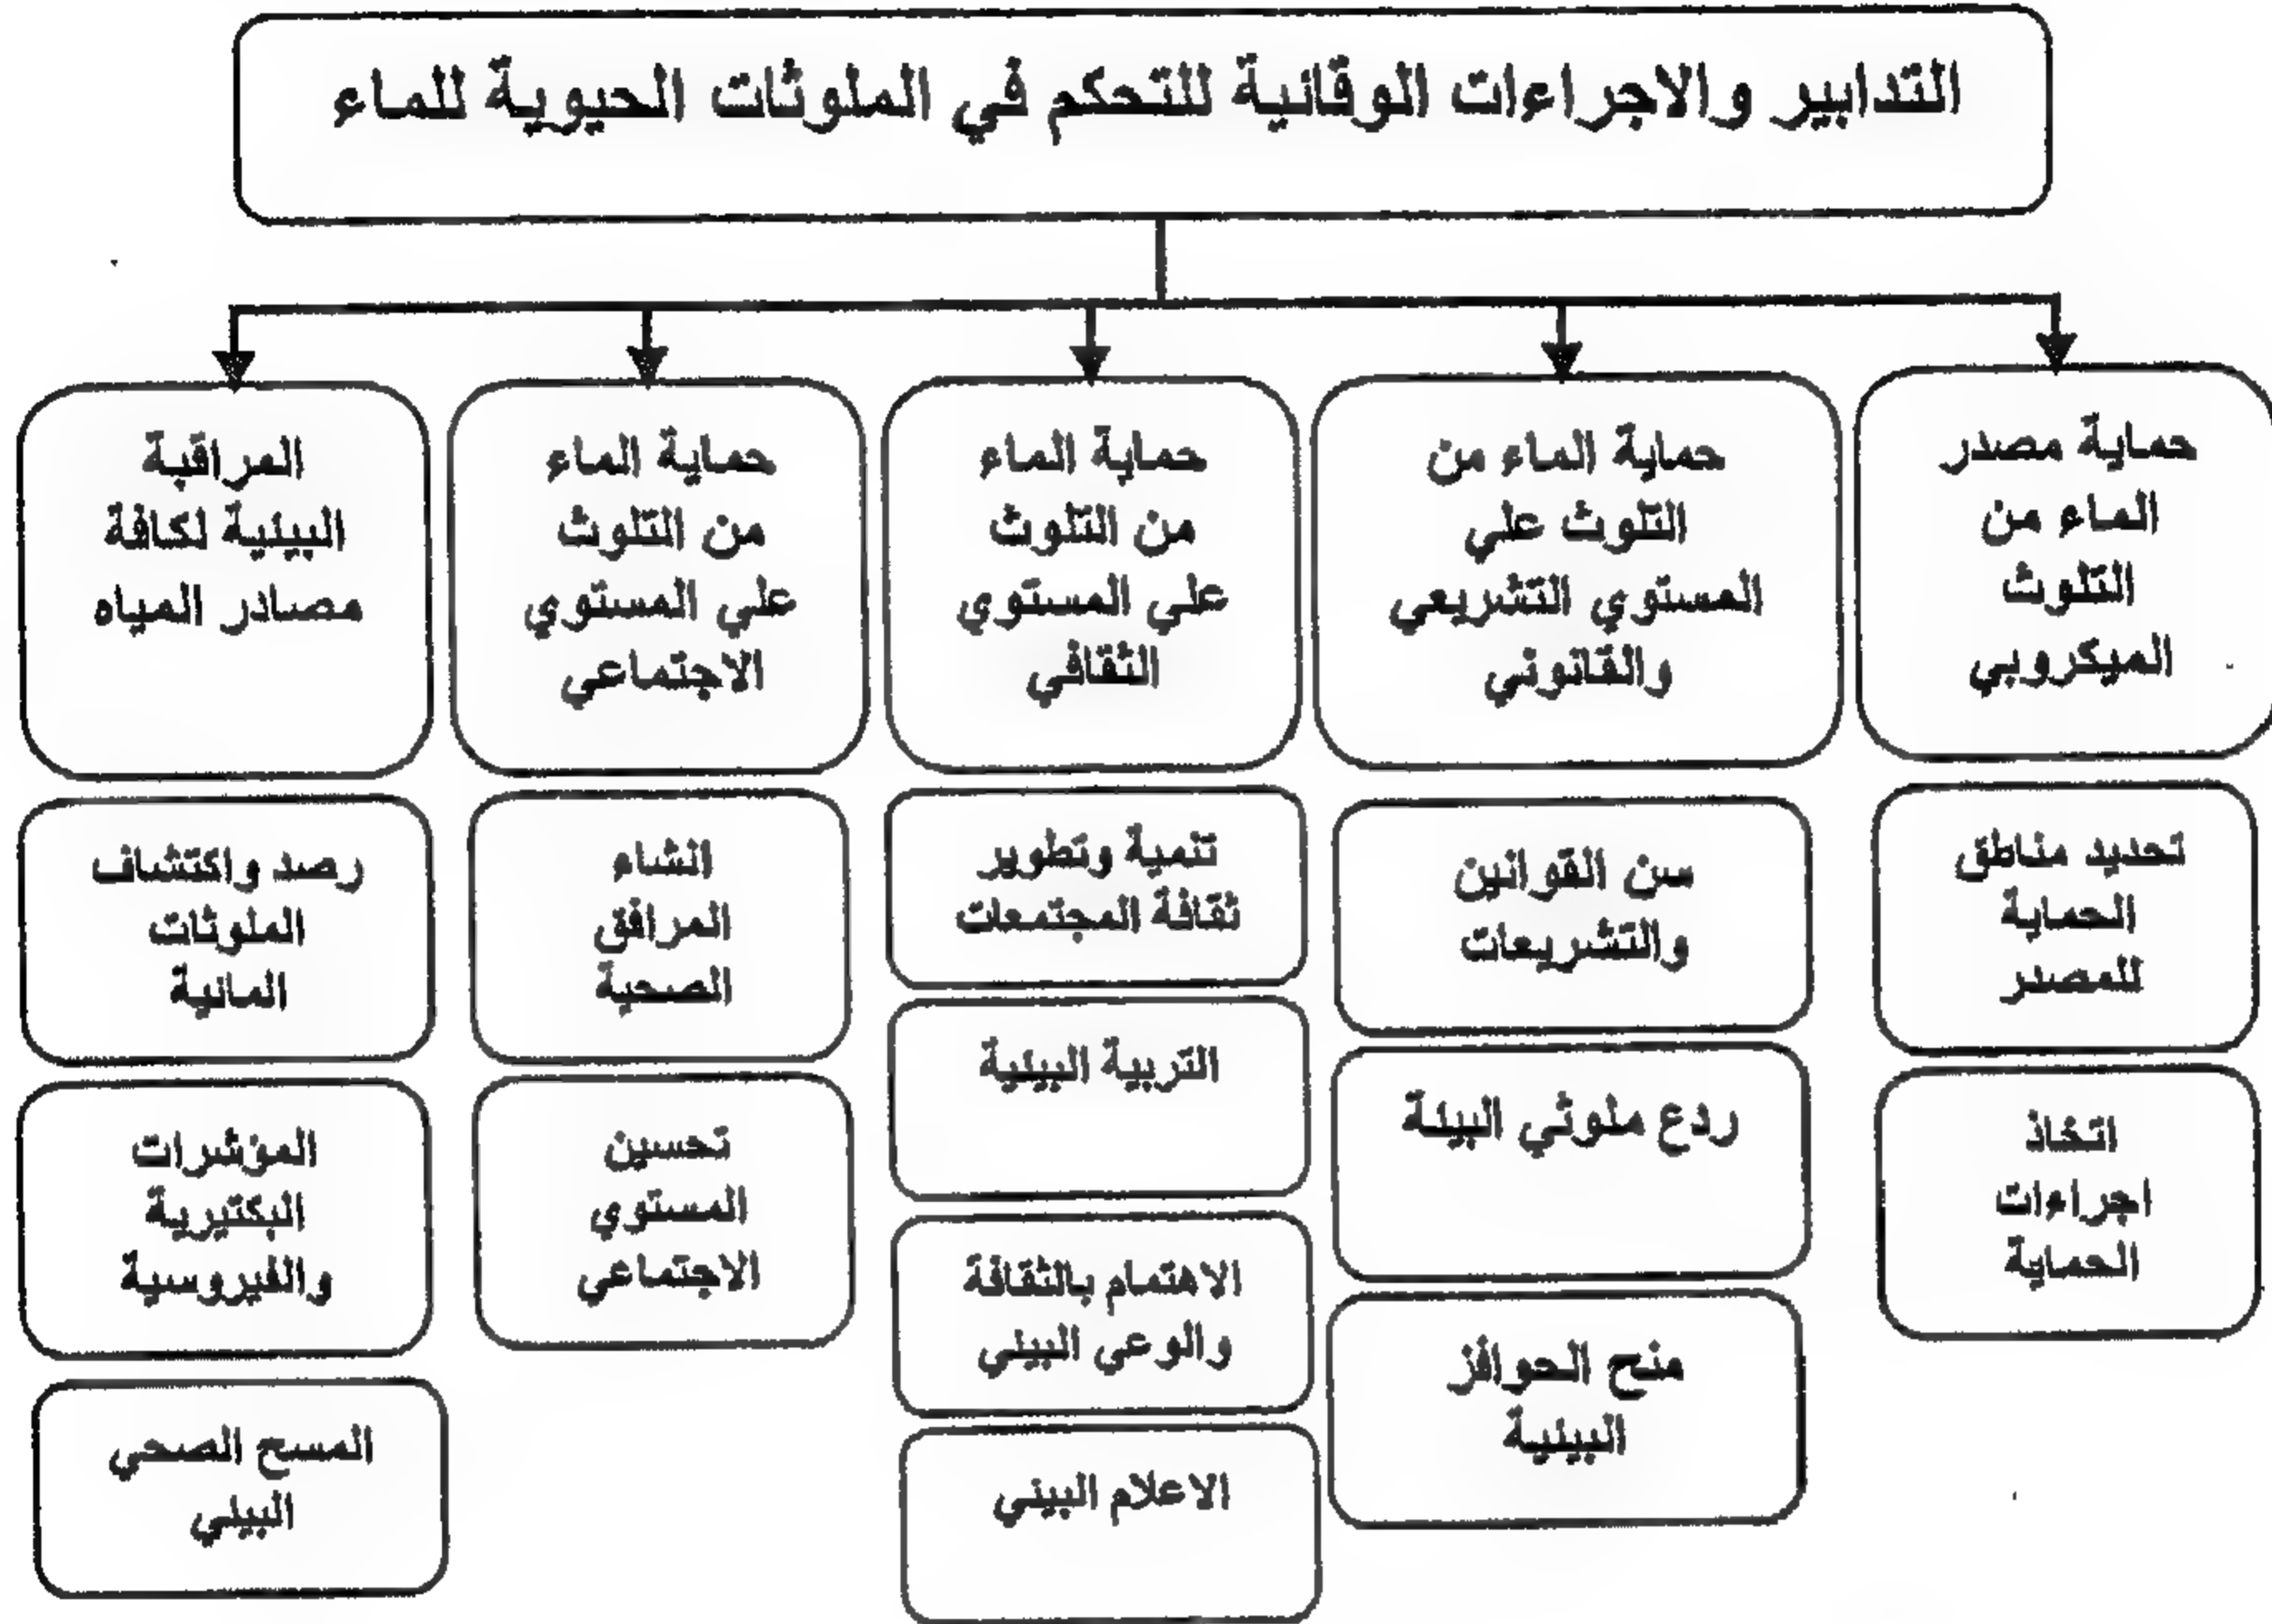 التدابير والاجراءات الوقائية للتحكم في الملوثات الحيوية للماء
حماية مصدر
الماء من
التلوث
الميكروبي
تحديد مناطق
الحماية
للمصدر
اتخاذ
اجراءات
الحماية
حماية الماء من
التلوث علي
المستوي التشريعي
والقانوني
سن القوانين
والتشريعات
ردع ملوثي البيئة
منح الحوافز
البيئية
حماية الماء
من التلوث
علي المستوي
الثقافي
تنمية وتطوير
ثقافة المجتمعات
التربية البيئية
الاهتمام بالثقافة
والوعي البيئي
الاعلام البيئي
حماية الماء
من التلوث
علي المستوي
الاجتماعي
انشاء
المرافق
الصحية
تحسين
المستوي
الاجتماعي
المراقبة
البيئية لكافة
مصادر المياه
رصد واكتشاف
الملوثات
المائية
المؤشرات
البكتيرية
والفيروسية
المسح الصحي
البيئي